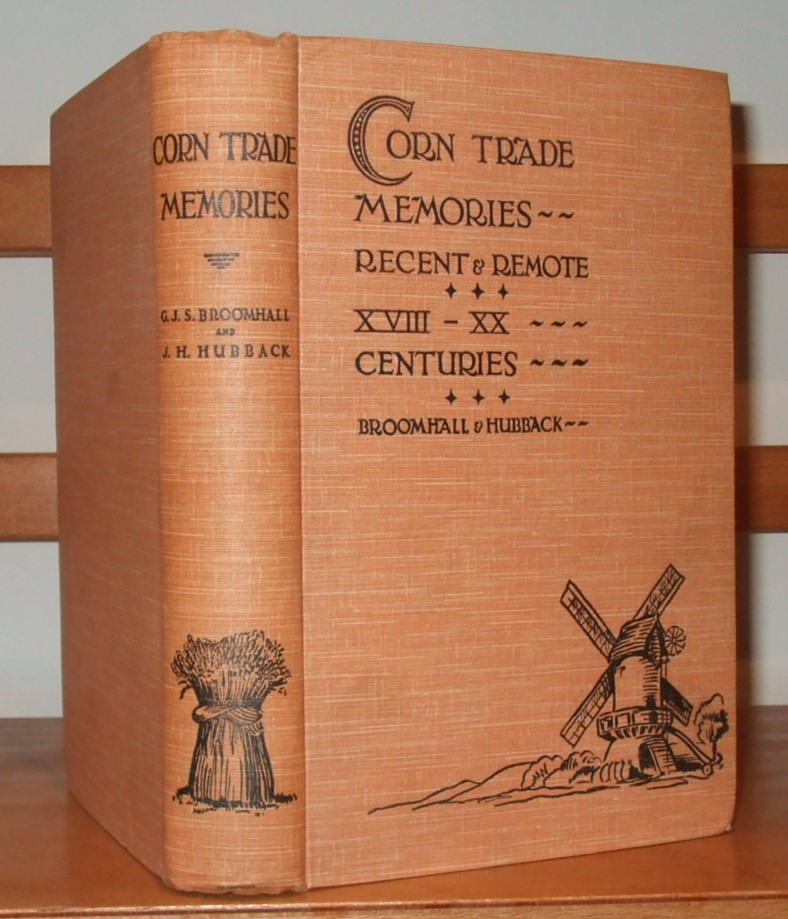 CORN TRADE
MEMORIES
G. J. S. BROOMHALL
AND
J. H. HUBBACK
CORN TRADE
MEMORIES~~
RECENT & REMOTE
XVIII – XX ~~~
CENTURIES ~~~
BROOMHALL & HUBBACK~~